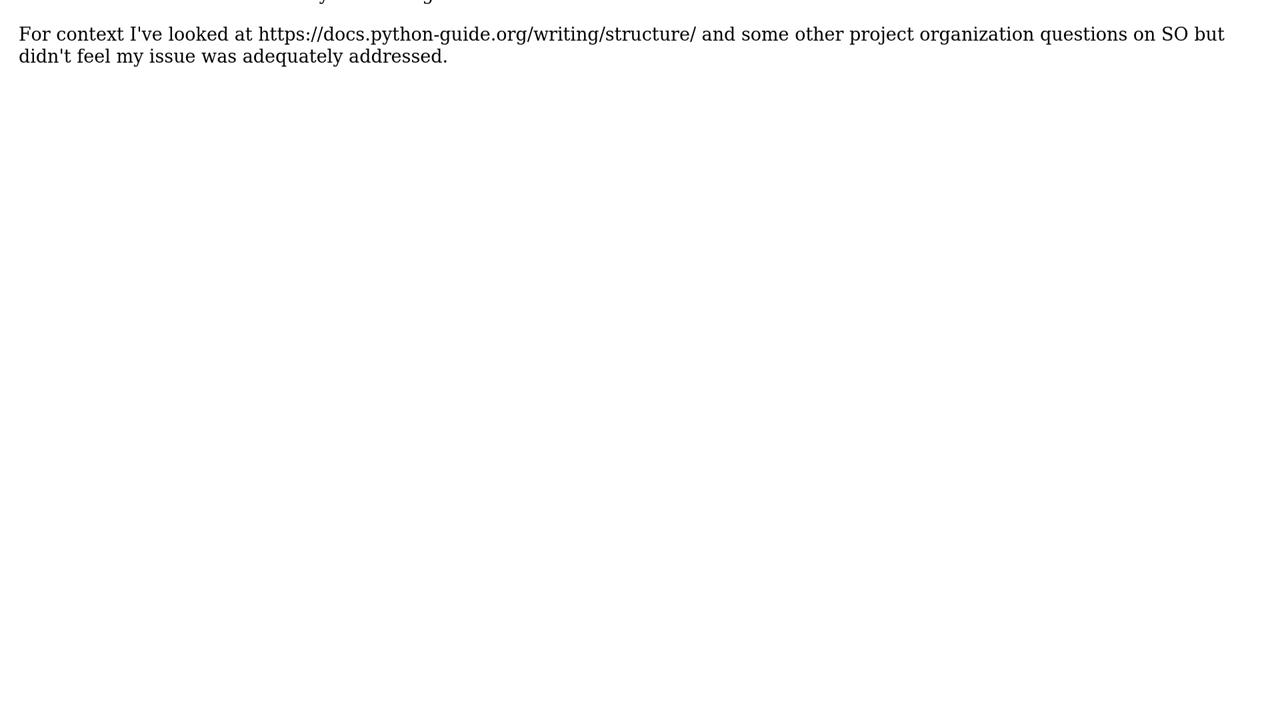 For context I've looked at https://docs.python-guide.org/writing/structure/ and some other project organization questions on SO but
didn't feel my issue was adequately addressed.